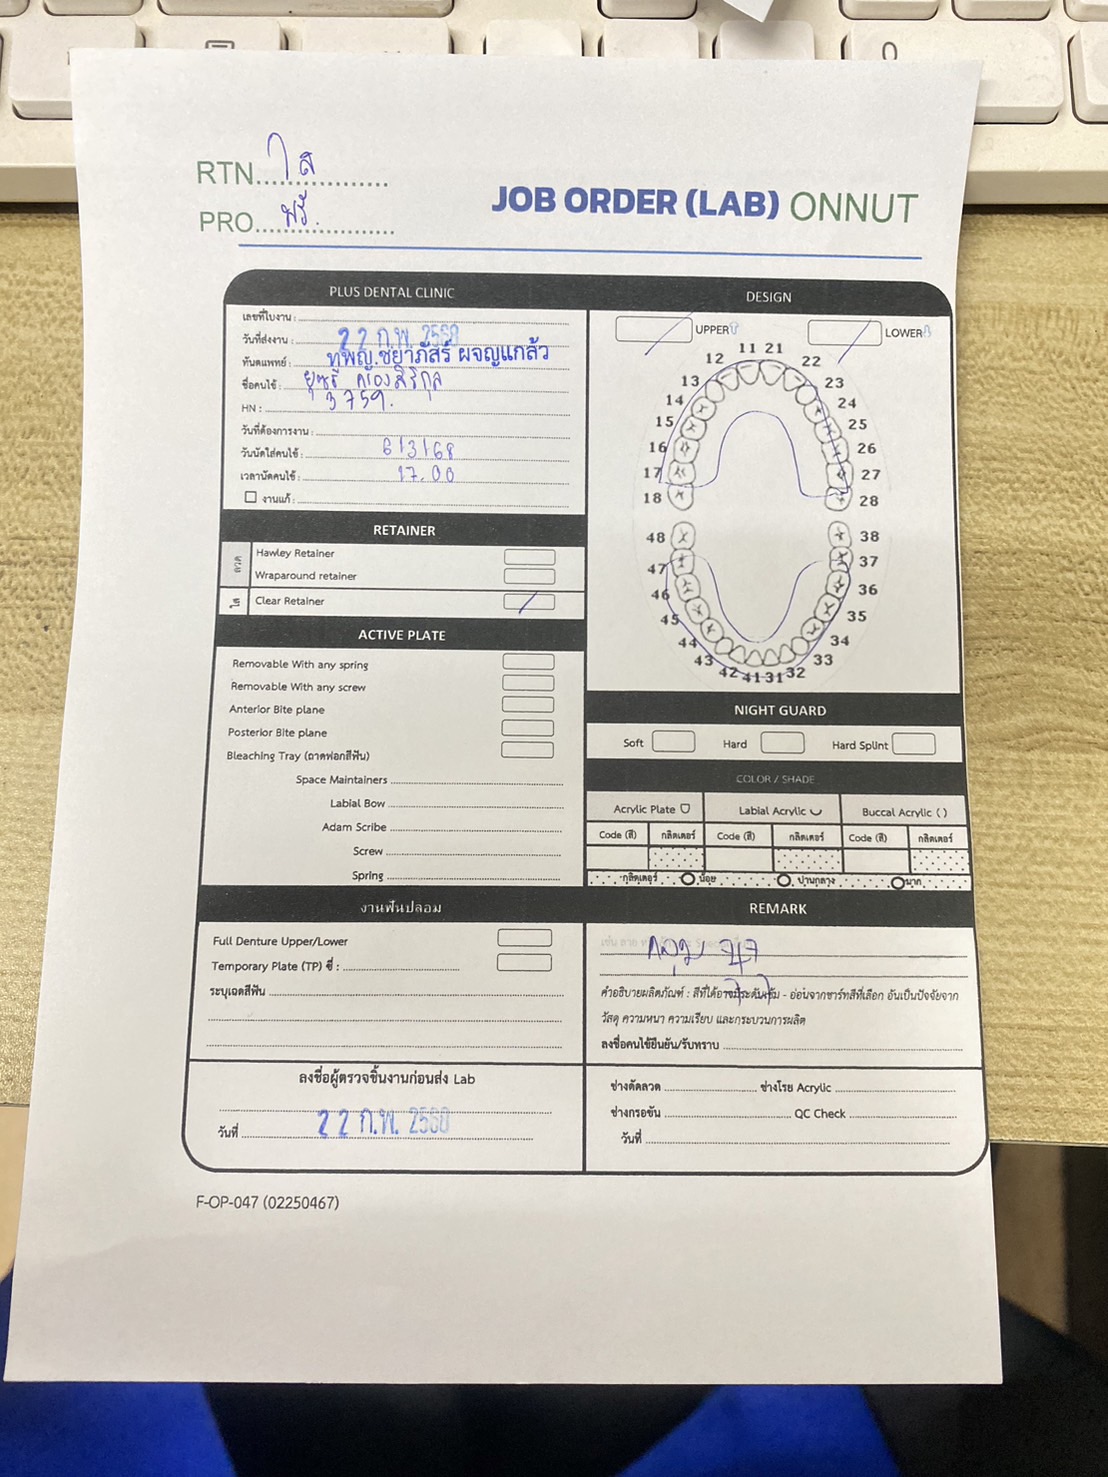 RTN....ใส....
PRO....ฟรี....
JOB ORDER (LAB) ONNUT
PLUS DENTAL CLINIC
เลขที่ใบงาน :
วันที่ส่งงาน : 22 ก.พ. 2568
ทันตแพทย์ : ทพญ.ชยาภัสร์ ผจญแกล้ว
ชื่อคนไข้ :
HN : 3759.
วันที่ต้องการงาน :
วันนัดใส่คนไข้ : 6/3/68
เวลานัดคนไข้ : 17.00
งานแก้ :
RETAINER
ลวด
Hawley Retainer
Wraparound retainer
ใส
Clear Retainer
ACTIVE PLATE
Removable With any spring
Removable With any screw
Anterior Bite plane
Posterior Bite plane
Bleaching Tray (ถาดฟอกสีฟัน)
Space Maintainers
Labial Bow
Adam Scribe
Screw
Spring
งานฟันปลอม
Full Denture Upper/Lower
Temporary Plate (TP) ซี่ :
ระบุเฉดสีฟัน
ลงชื่อผู้ตรวจชิ้นงานก่อนส่ง Lab
วันที่ 22 ก.พ. 2568
DESIGN
UPPER LOWER
11 21
12 22
13 23
14 24
15 25
16 26
17 27
18 28
48 38
47 37
46 36
45 35
44 34
43 33
42 41 31 32
NIGHT GUARD
Soft Hard Hard Splint
COLOR / SHADE
Acrylic Plate Labial Acrylic Buccal Acrylic ( )
Code (สี) กลิตเตอร์ Code (สี) กลิตเตอร์ Code (สี) กลิตเตอร์
กลิตเตอร์ น้อย ปานกลาง มาก
REMARK
คลุม 7|7
7|7
คำอธิบายผลิตภัณฑ์ : สีที่ได้อาจมีระดับเข้ม - อ่อนจากชาร์ทสีที่เลือก อันเป็นปัจจัยจาก
วัสดุ ความหนา ความเรียบ และกระบวนการผลิต
ลงชื่อคนไข้ยืนยัน/รับทราบ
ช่างดัดลวด ช่างโรย Acrylic
ช่างกรอขัน QC Check
วันที่
F-OP-047 (02250467)